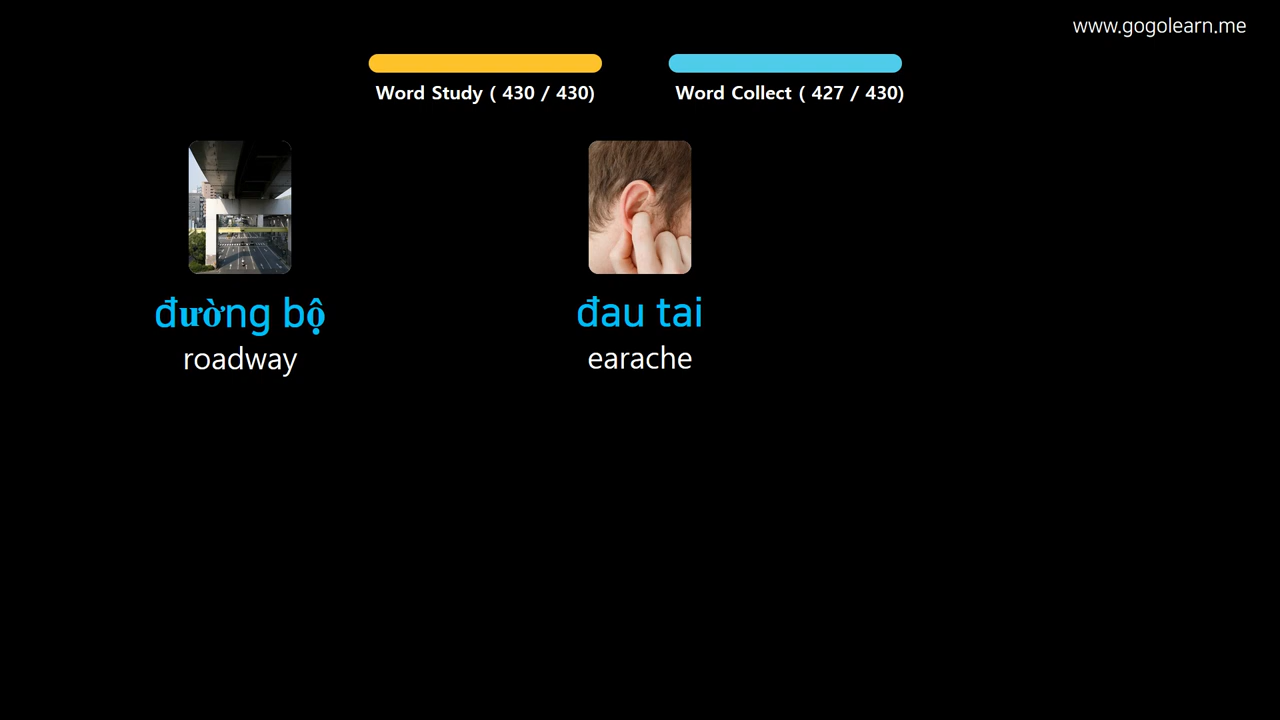 www.gogolearn.me
Word Study ( 430 / 430)
Word Collect ( 427 / 430)
đường bộ
roadway
đau tai
earache